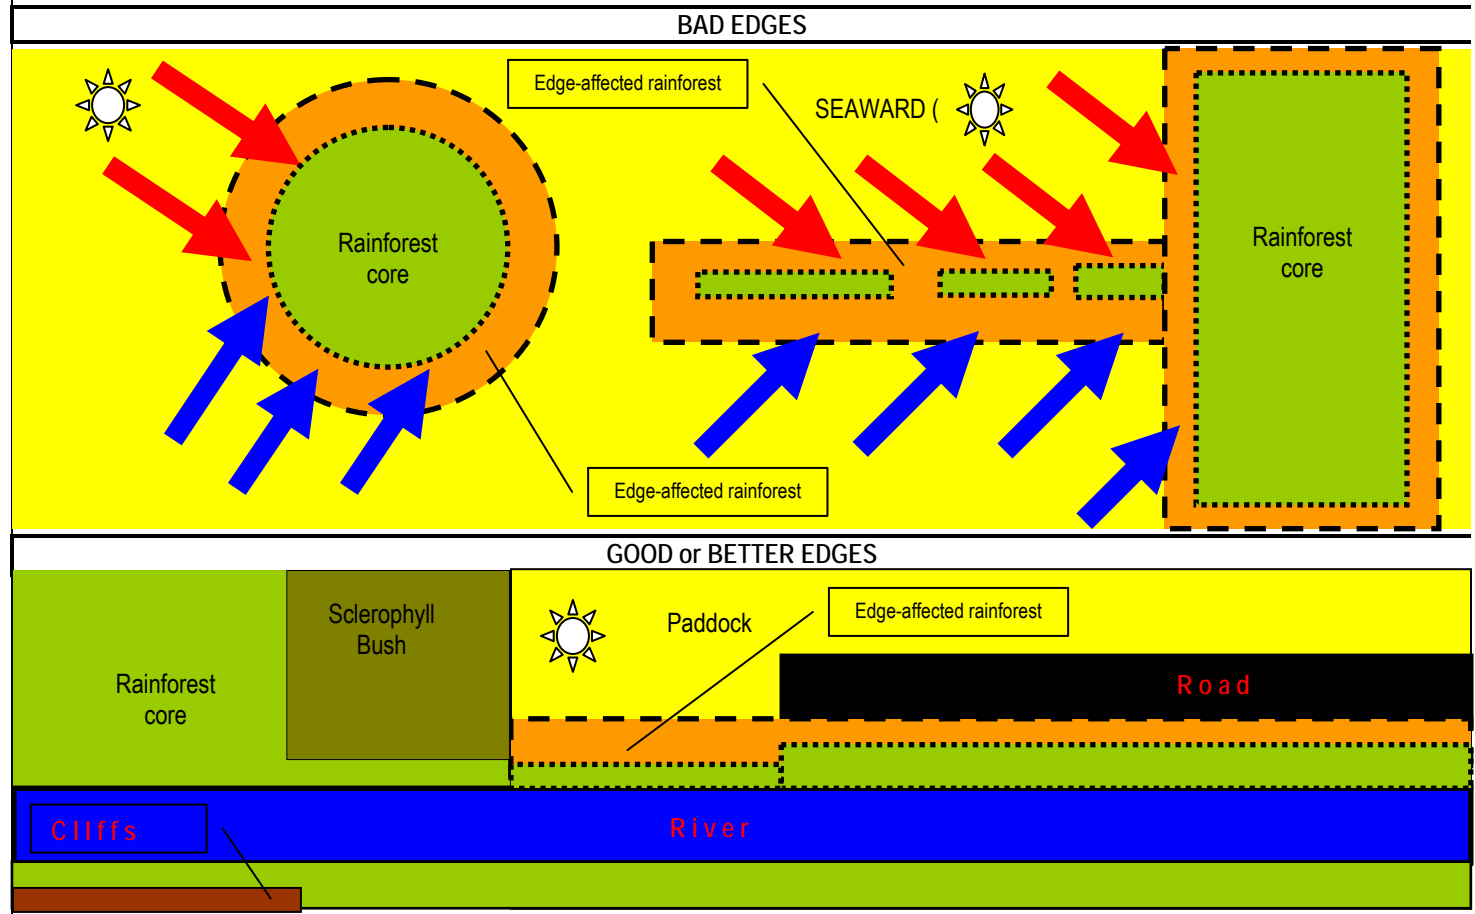 BAD EDGES
Edge-affected rainforest
SEAWARD (
Rainforest
core
Rainforest
core
Edge-affected rainforest
GOOD or BETTER EDGES
Sclerophyll
Bush
Paddock
Edge-affected rainforest
Rainforest
core
Road
Cliffs
River